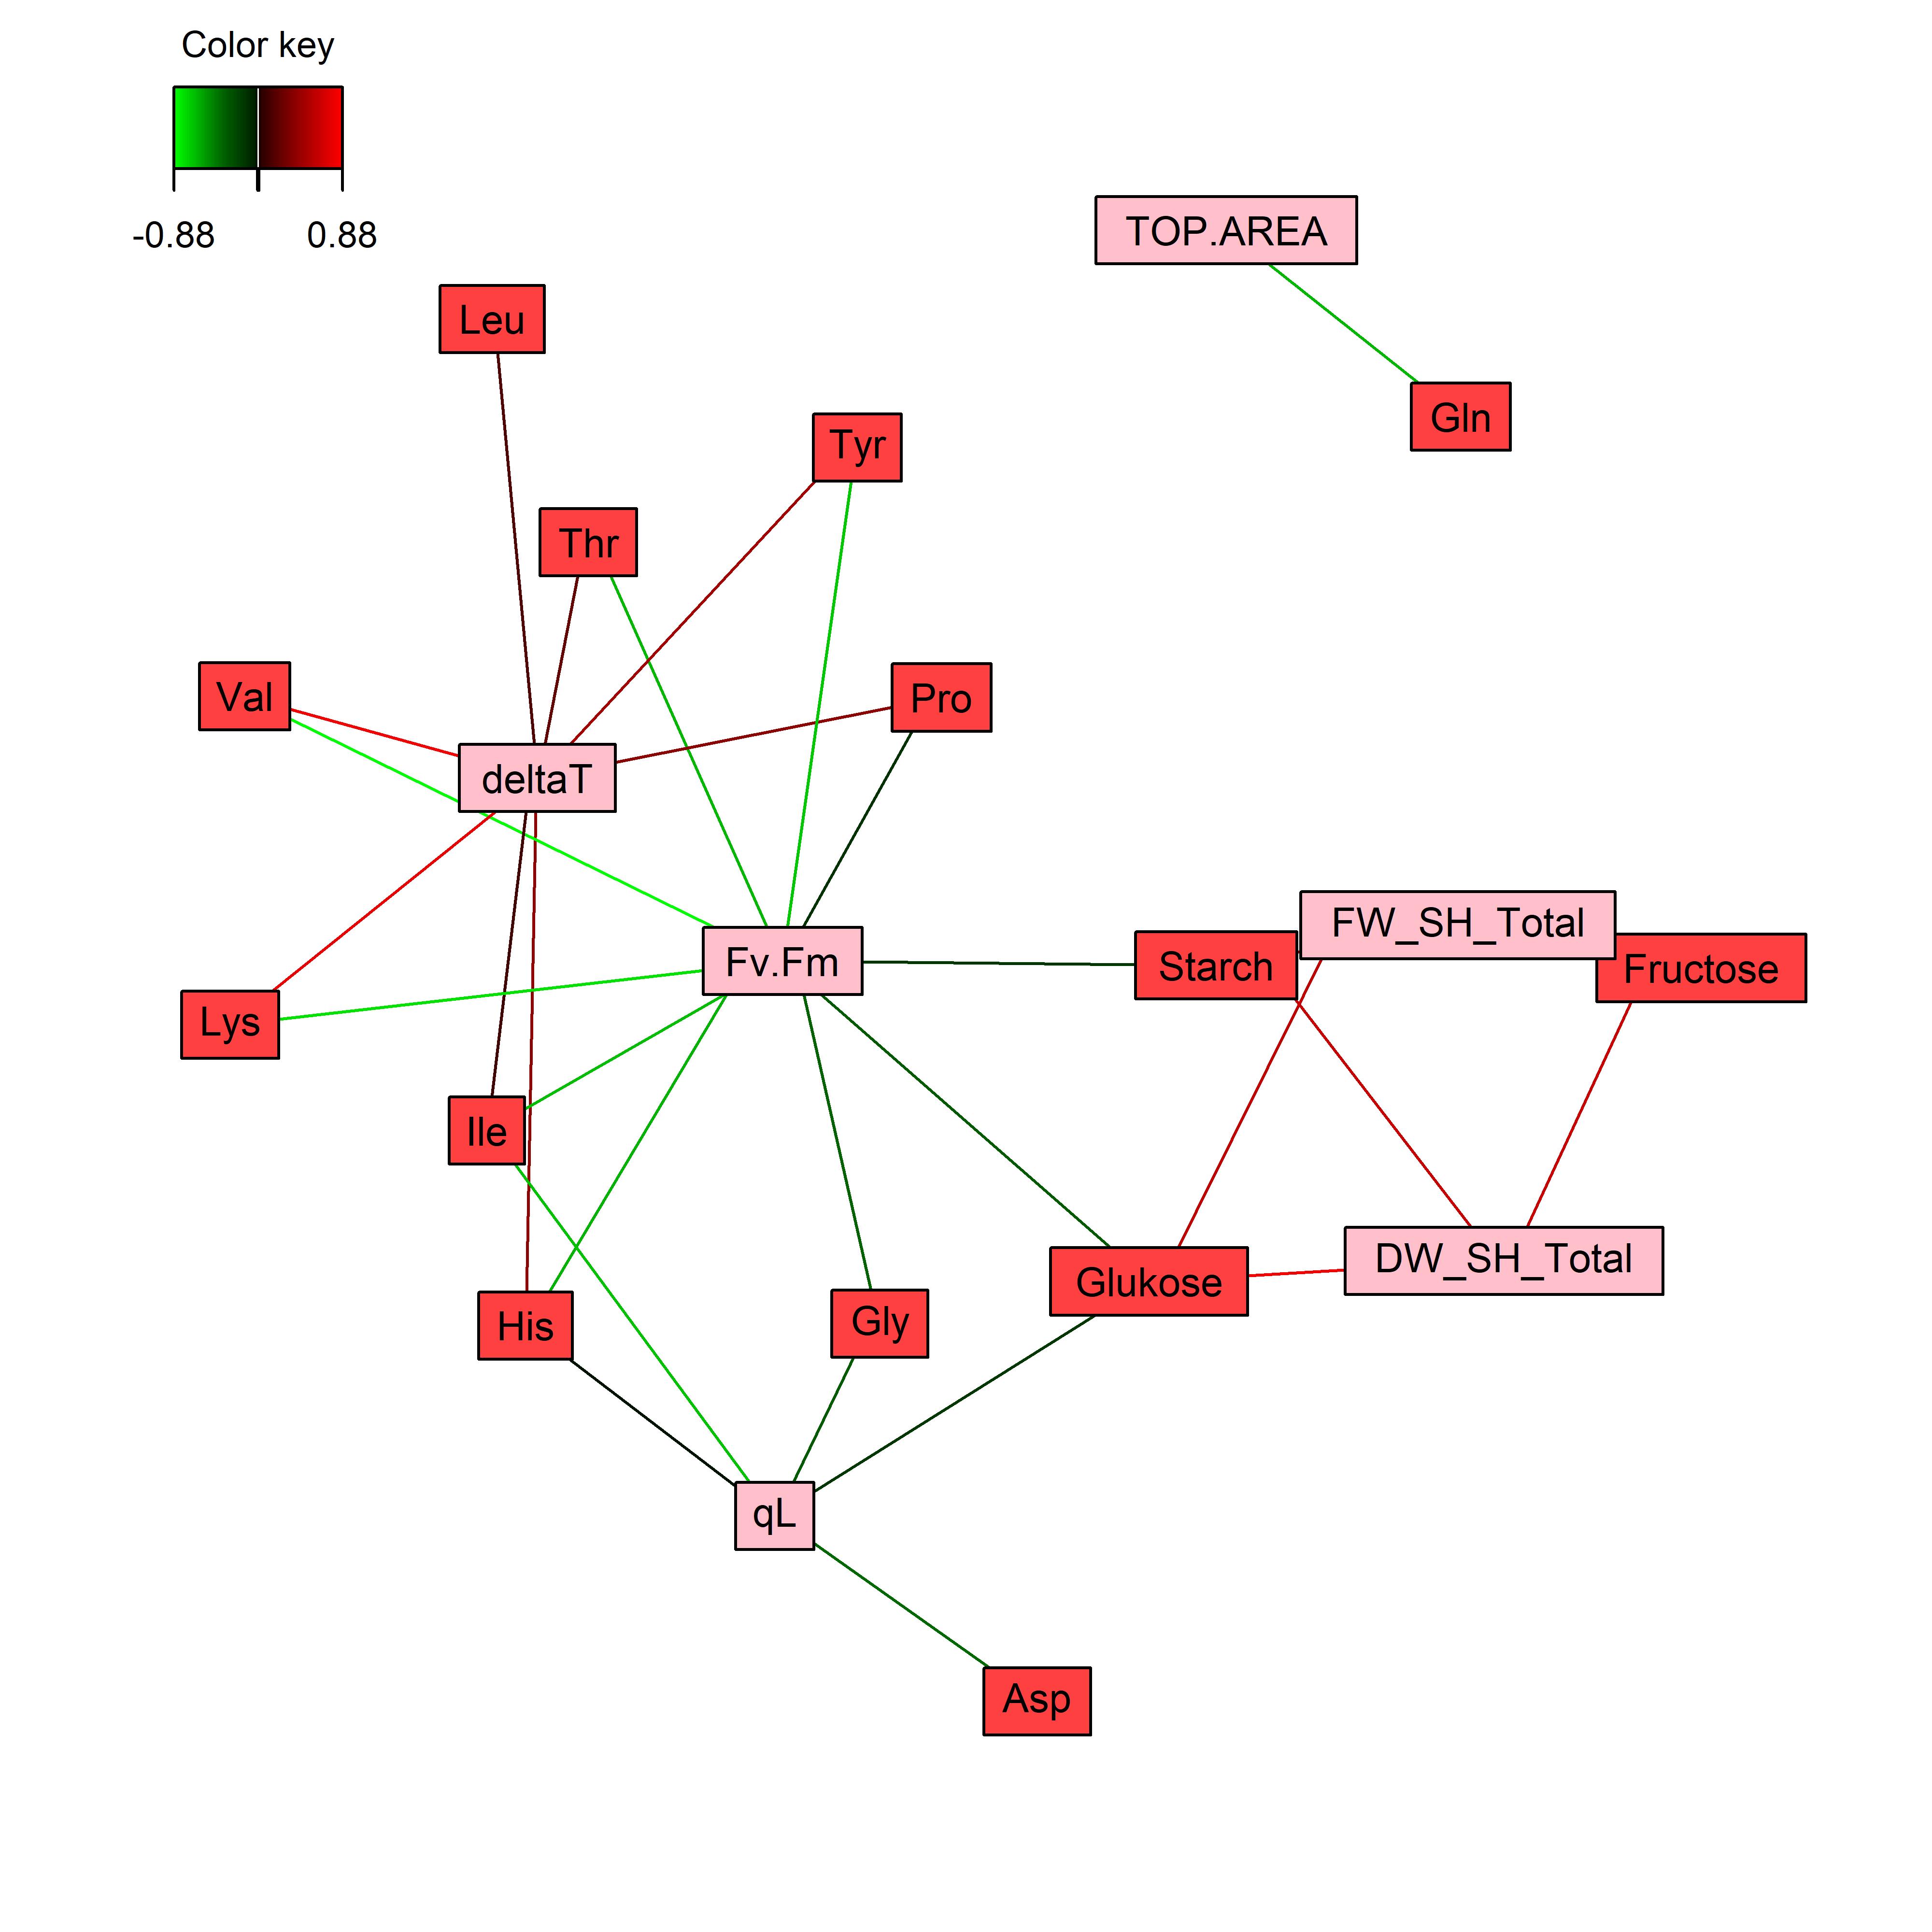 Color key
-0.88 0.88
TOP.AREA
Leu
Gln
Tyr
Thr
Val
Pro
deltaT
FW_SH_Total
Fv.Fm
Starch
Fructose
Lys
Ile
DW_SH_Total
Glukose
His
Gly
qL
Asp